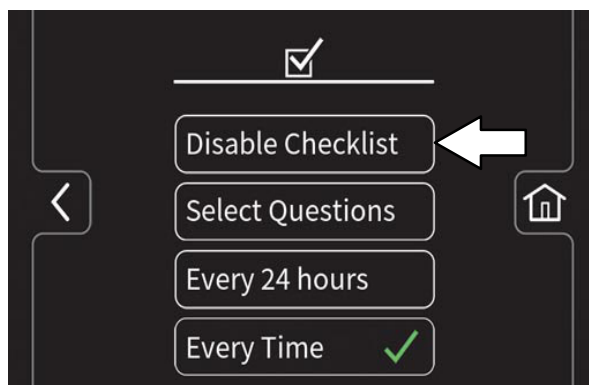 Disable Checklist
Select Questions
Every 24 hours
Every Time